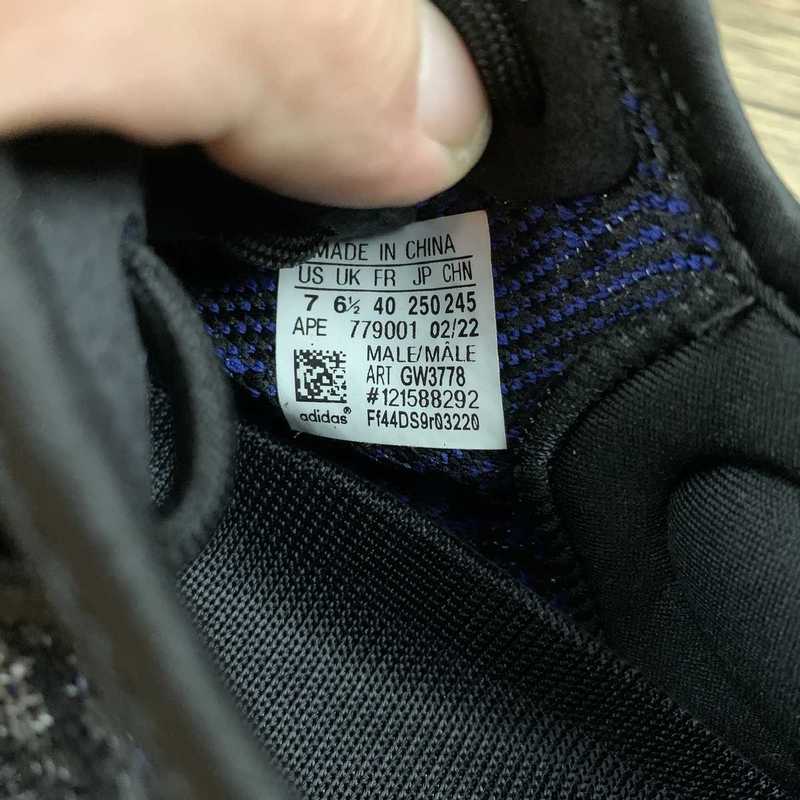 MADE IN CHINA
US UK FR JP CHN
7 6½ 40 250 245
APE 779001 02/22
MALE/MÂLE
ART GW3778
#121588292
adidas® Ff44DS9r03220